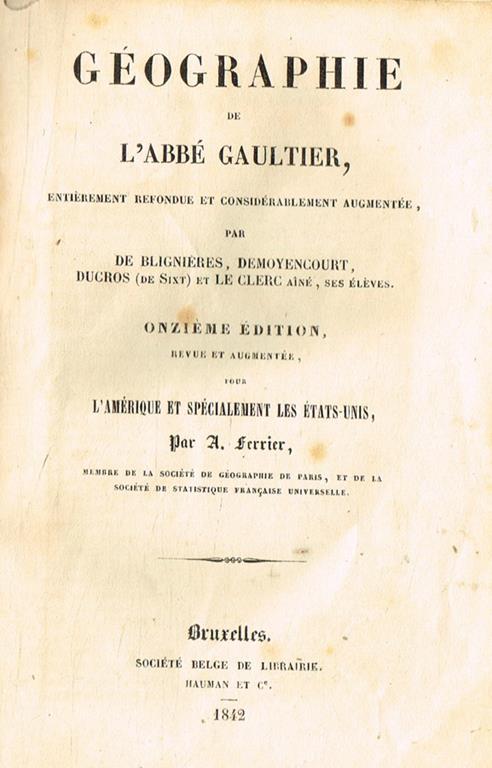 GÉOGRAPHIE
DE
L'ABBÉ GAULTIER,
ENTIÈREMENT REFONDUE ET CONSIDÉRABLEMENT AUGMENTÉE,
PAR
DE BLIGNIÈRES, DEMOYENCOURT,
DUCROS (DE SIXT) ET LE CLERC AÎNÉ, SES ÉLÈVES.
ONZIÈME ÉDITION,
REVUE ET AUGMENTÉE,
POUR
L'AMÉRIQUE ET SPÉCIALEMENT LES ÉTATS-UNIS,
Par A. Ferrier,
MEMBRE DE LA SOCIÉTÉ DE GÉOGRAPHIE DE PARIS, ET DE LA
SOCIÉTÉ DE STATISTIQUE FRANÇAISE UNIVERSELLE.
Bruxelles.
SOCIÉTÉ BELGE DE LIBRAIRIE.
HAUMAN ET Cᵉ.
1842